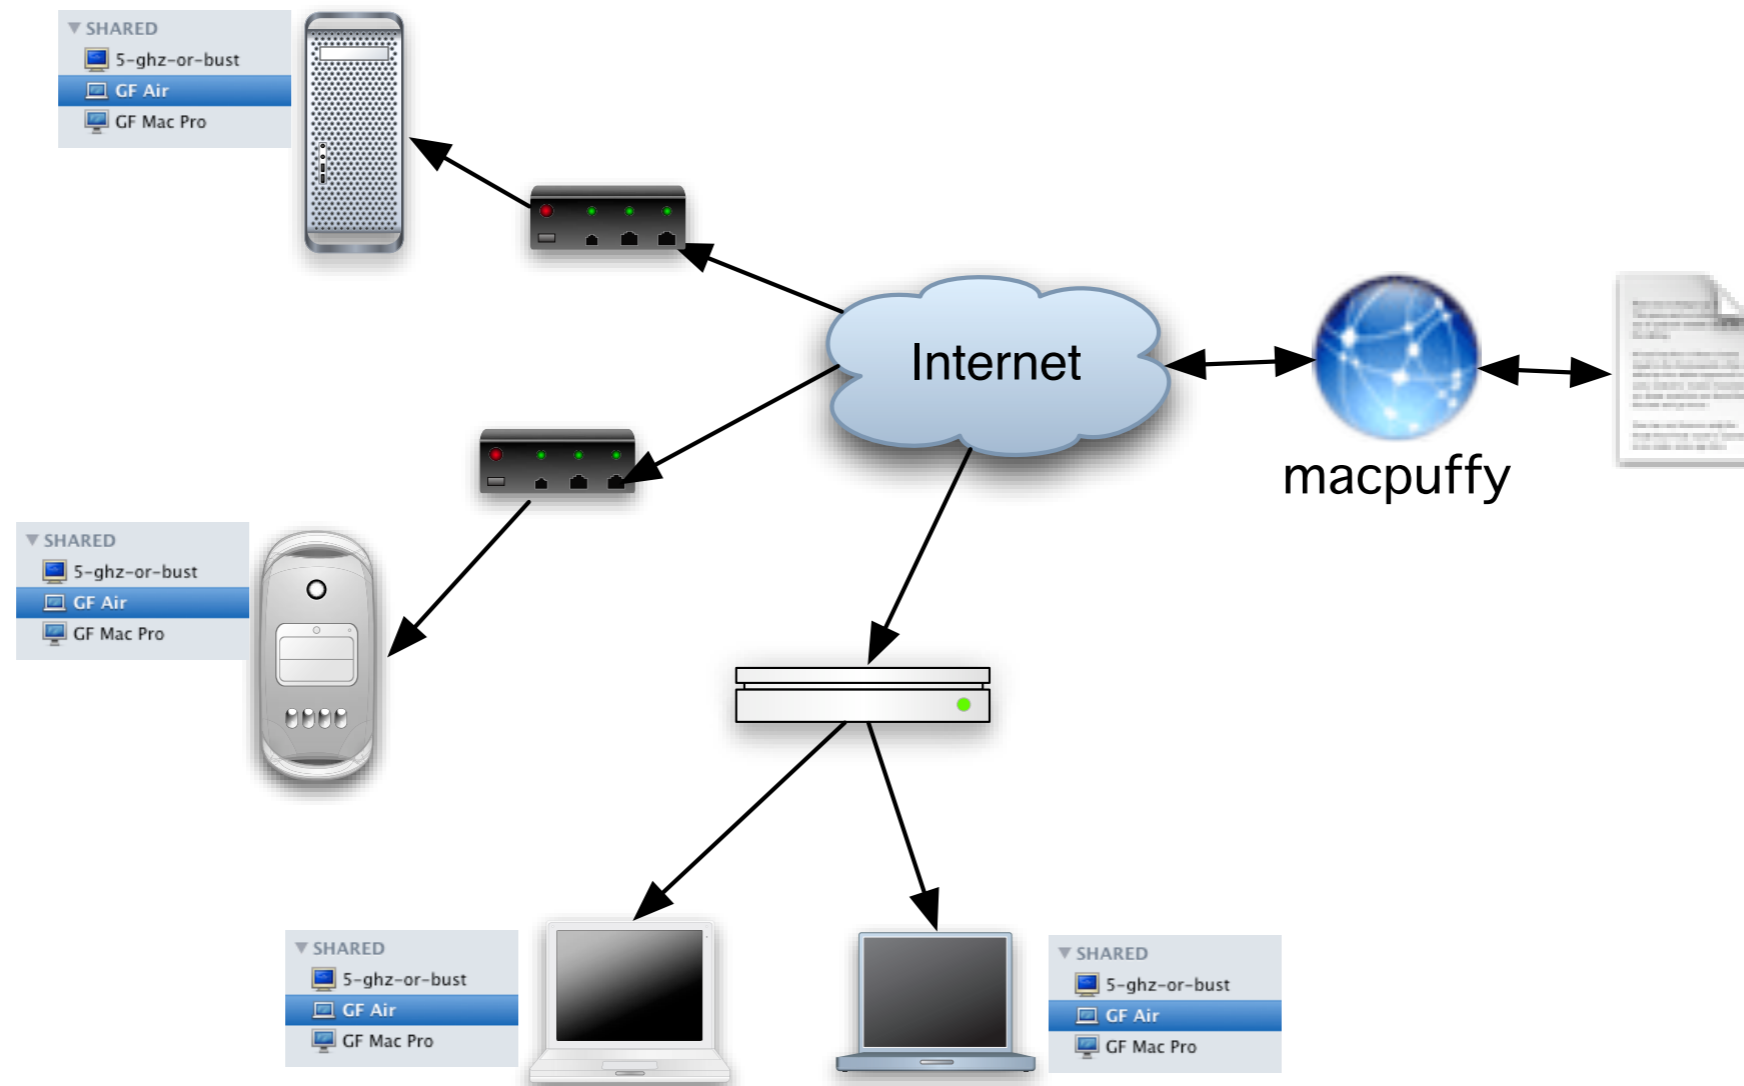 SHARED
5-ghz-or-bust
GF Air
GF Mac Pro
Internet
macpuffy
SHARED
5-ghz-or-bust
GF Air
GF Mac Pro
SHARED
5-ghz-or-bust
GF Air
GF Mac Pro
SHARED
5-ghz-or-bust
GF Air
GF Mac Pro